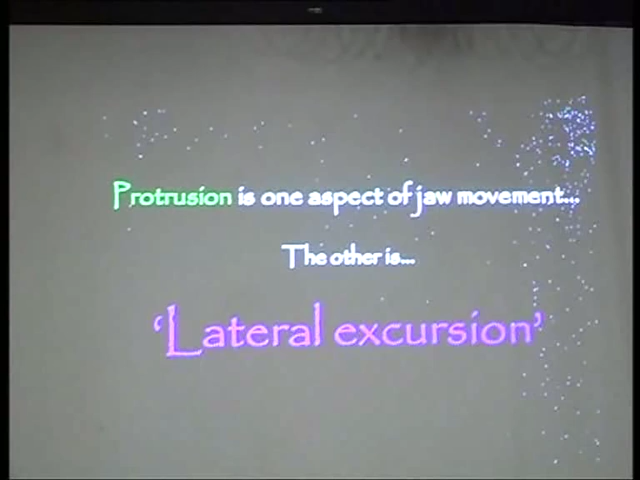 Protrusion is one aspect of jaw movement...
The other is...
‘Lateral excursion’